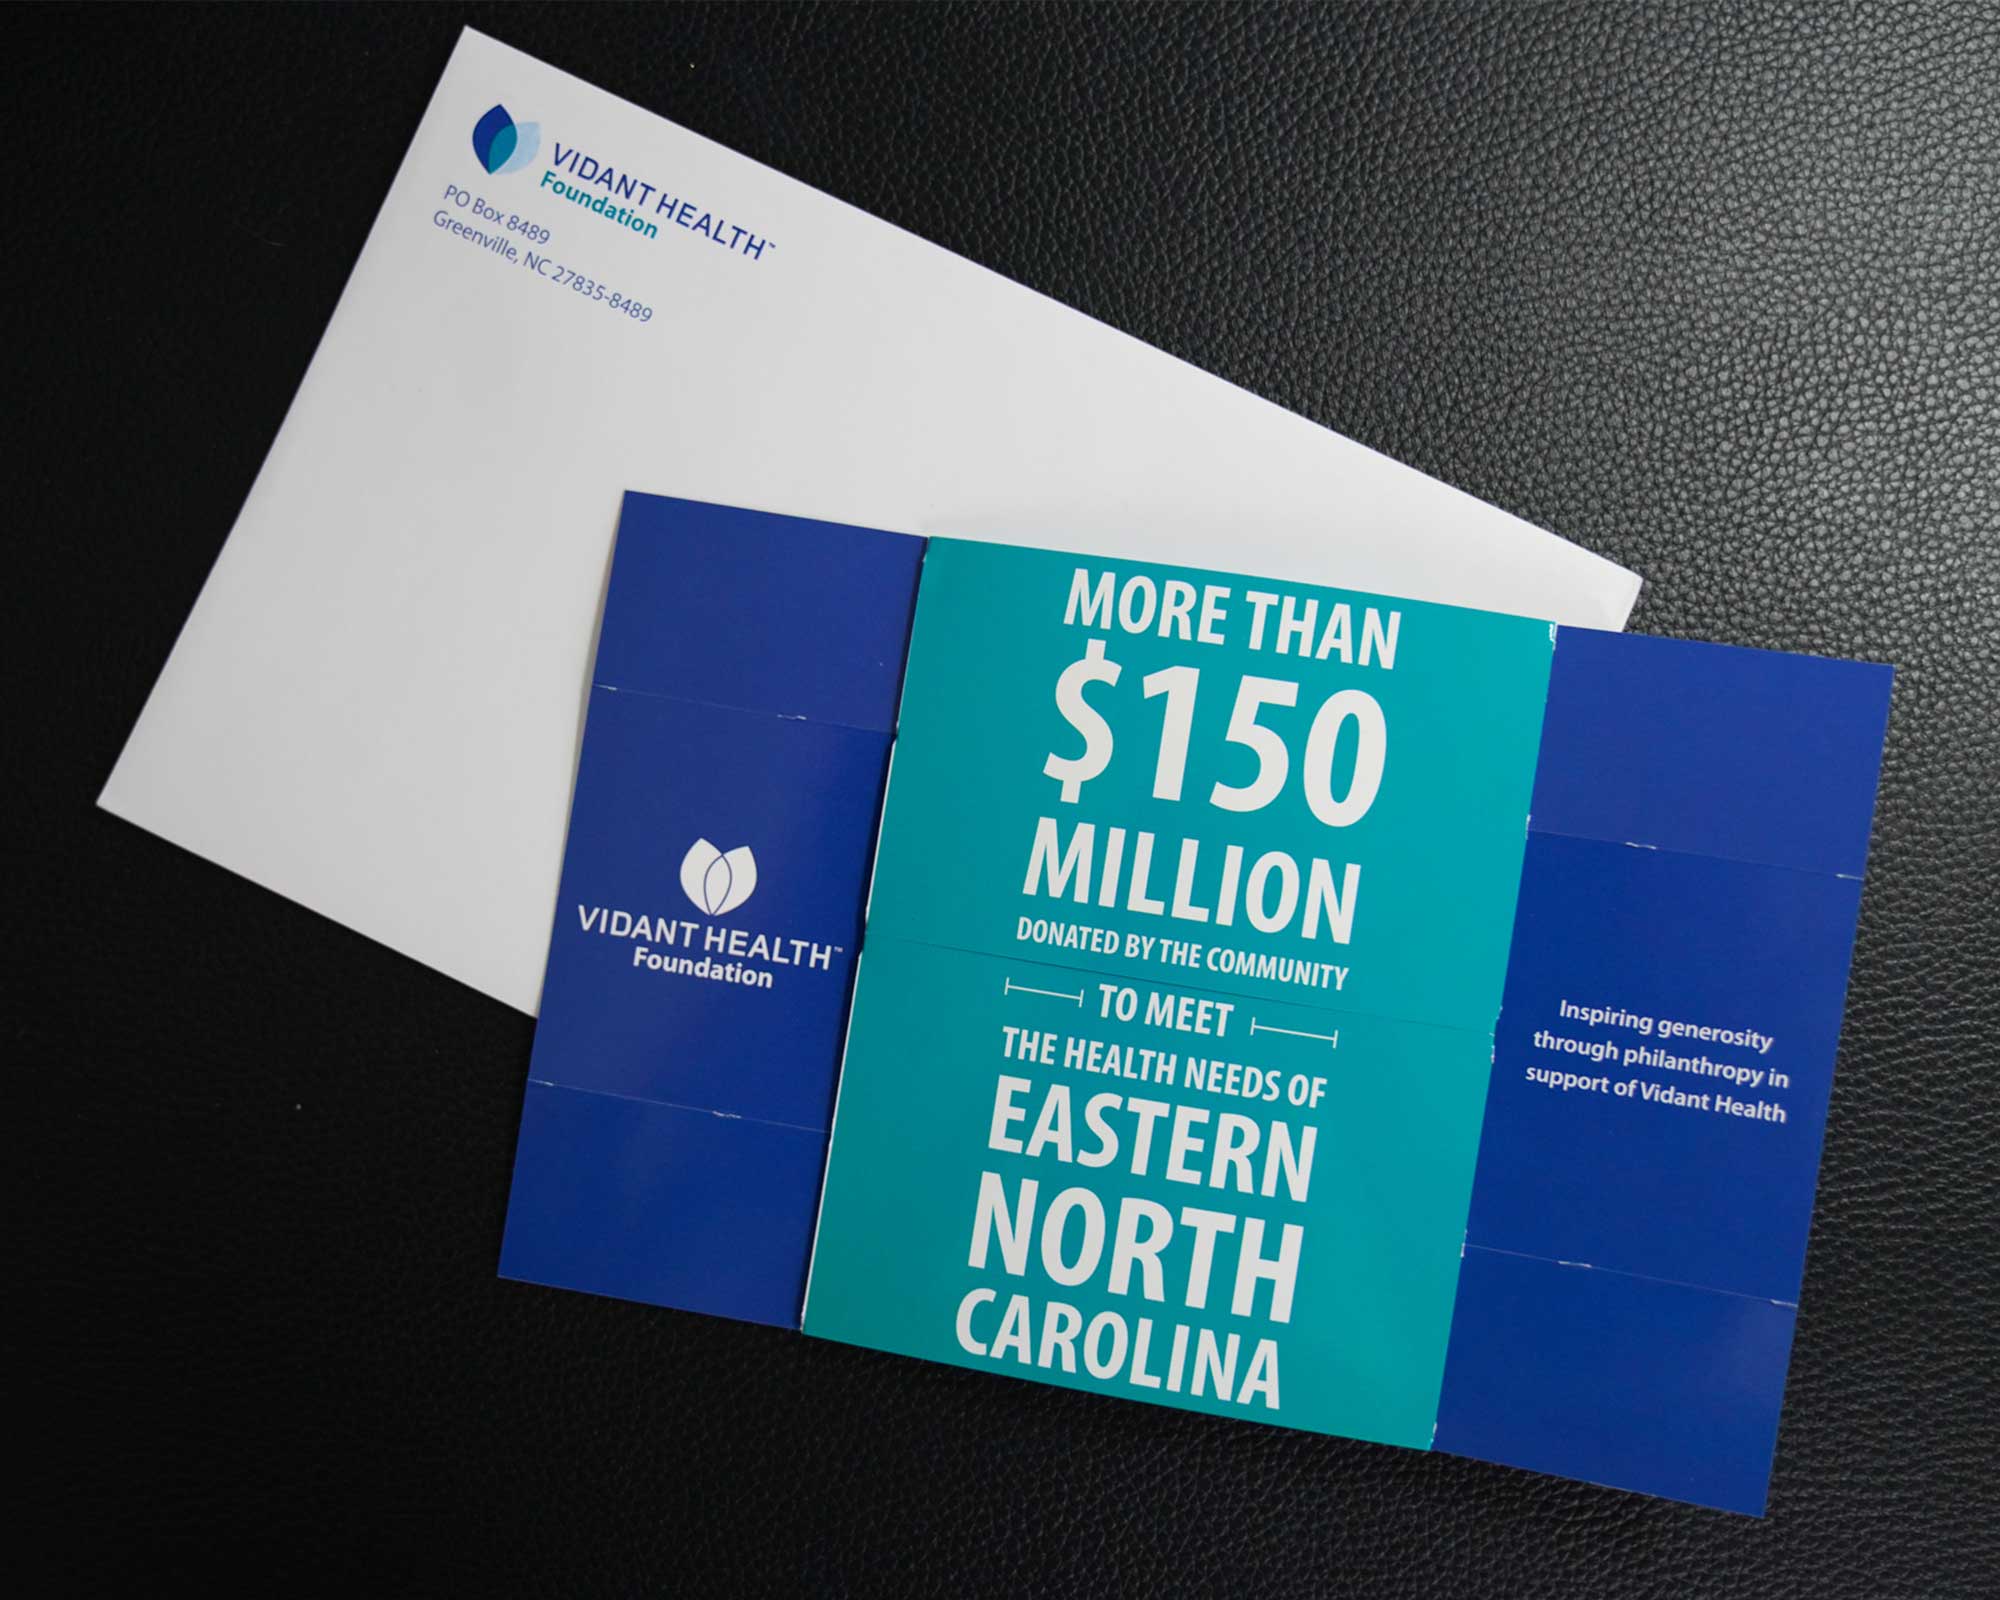 VIDANT HEALTH™
Foundation
PO Box 8489
Greenville, NC 27835-8489
VIDANT HEALTH™
Foundation
MORE THAN
$150
MILLION
DONATED BY THE COMMUNITY
TO MEET
THE HEALTH NEEDS OF
EASTERN
NORTH
CAROLINA
Inspiring generosity
through philanthropy in
support of Vidant Health